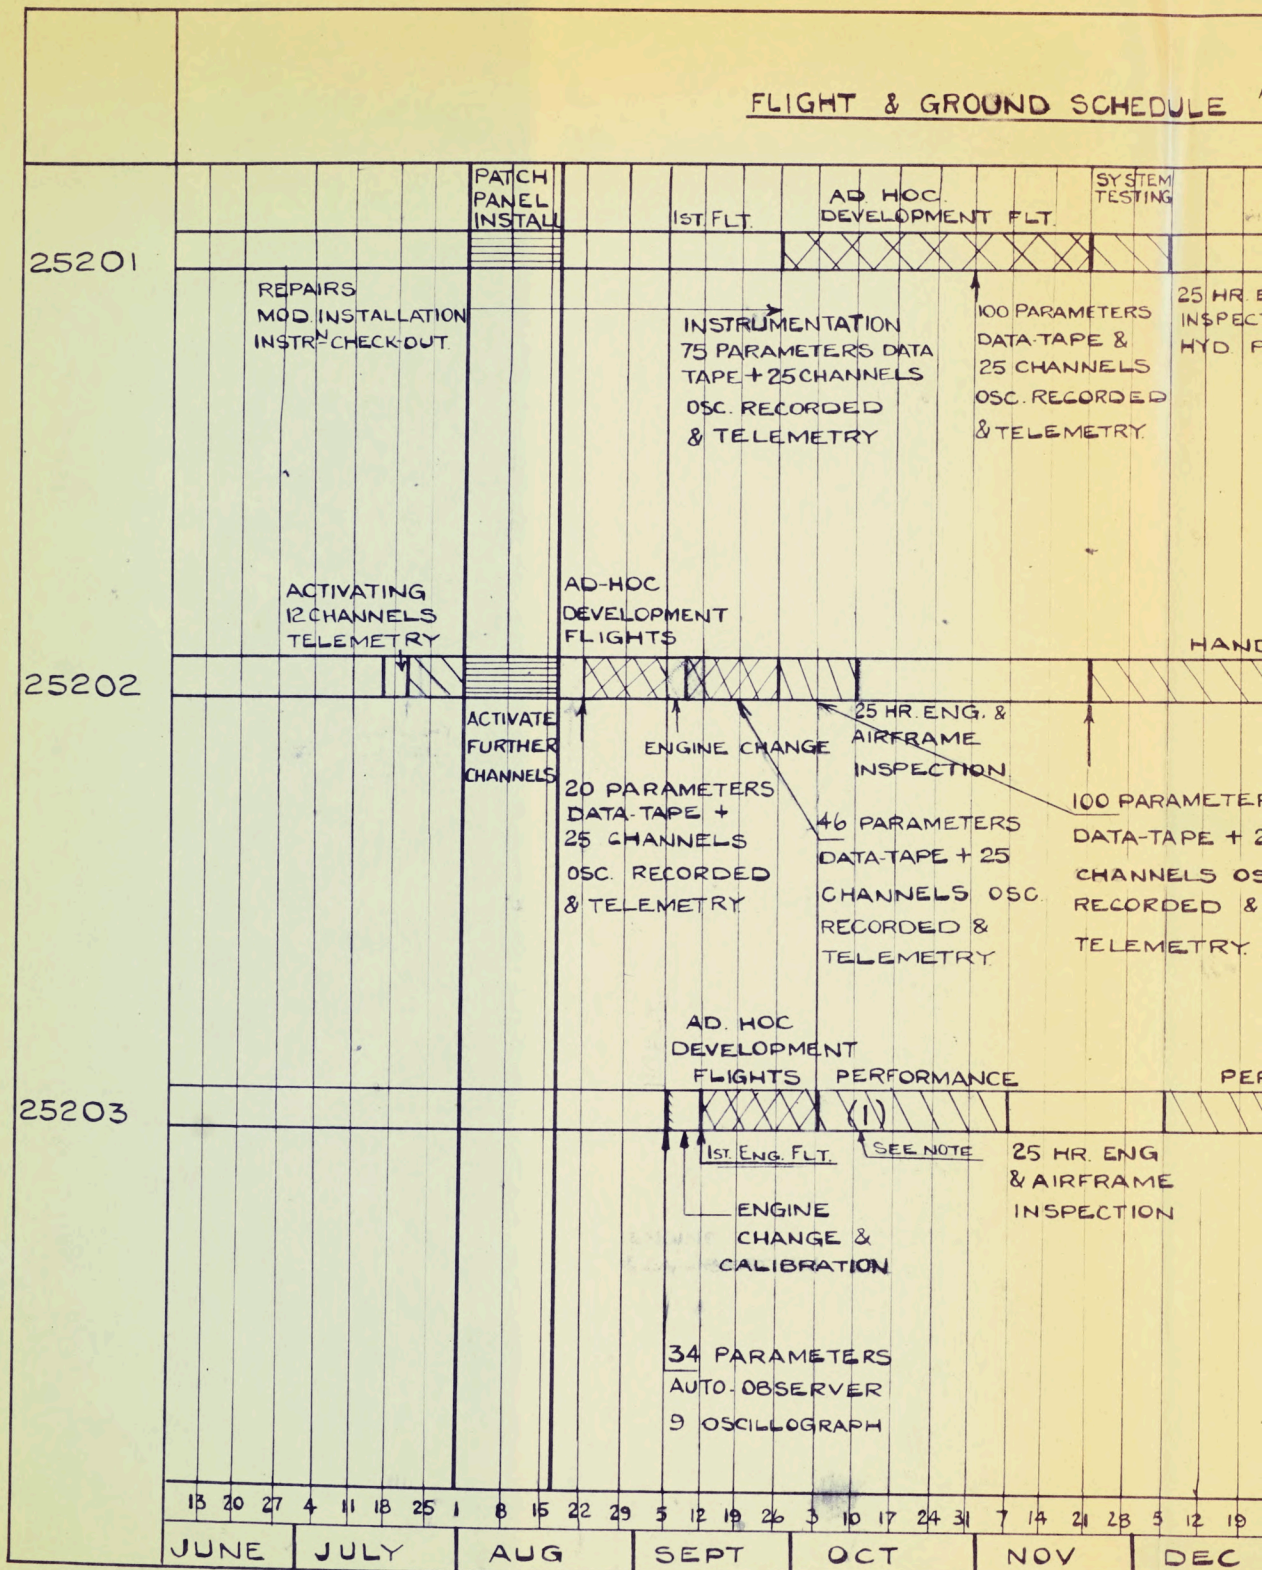 FLIGHT & GROUND SCHEDULE
PATCH
PANEL
INSTALL
1ST. FLT.
AD HOC.
DEVELOPMENT FLT.
SYSTEM
TESTING
25201
REPAIRS
MOD. INSTALLATION
INSTRN CHECK-OUT
INSTRUMENTATION
75 PARAMETERS DATA
TAPE + 25 CHANNELS
OSC. RECORDED
& TELEMETRY
100 PARAMETERS
DATA-TAPE &
25 CHANNELS
OSC. RECORDED
& TELEMETRY.
25 HR. E
INSPECT
HYD.
ACTIVATING
12 CHANNELS
TELEMETRY
AD-HOC
DEVELOPMENT
FLIGHTS
HAND
25202
ACTIVATE
FURTHER
CHANNELS
ENGINE CHANGE
25 HR. ENG. &
AIRFRAME
INSPECTION.
20 PARAMETERS
DATA-TAPE +
25 CHANNELS
OSC. RECORDED
& TELEMETRY.
46 PARAMETERS
DATA-TAPE + 25
CHANNELS OSC.
RECORDED &
TELEMETRY.
100 PARAMETER
DATA-TAPE + 2
CHANNELS OS
RECORDED &
TELEMETRY.
AD. HOC
DEVELOPMENT
FLIGHTS
PERFORMANCE
PER
25203
(1)
1ST. ENG. FLT.
SEE NOTE
25 HR. ENG
& AIRFRAME
INSPECTION
ENGINE
CHANGE &
CALIBRATION
34 PARAMETERS
AUTO-OBSERVER
9 OSCILLOGRAPH
13 20 27 4 11 18 25 1 8 15 22 29 5 12 19 26 3 10 17 24 31 7 14 21 28 5 12 19
JUNE JULY AUG SEPT OCT NOV DEC